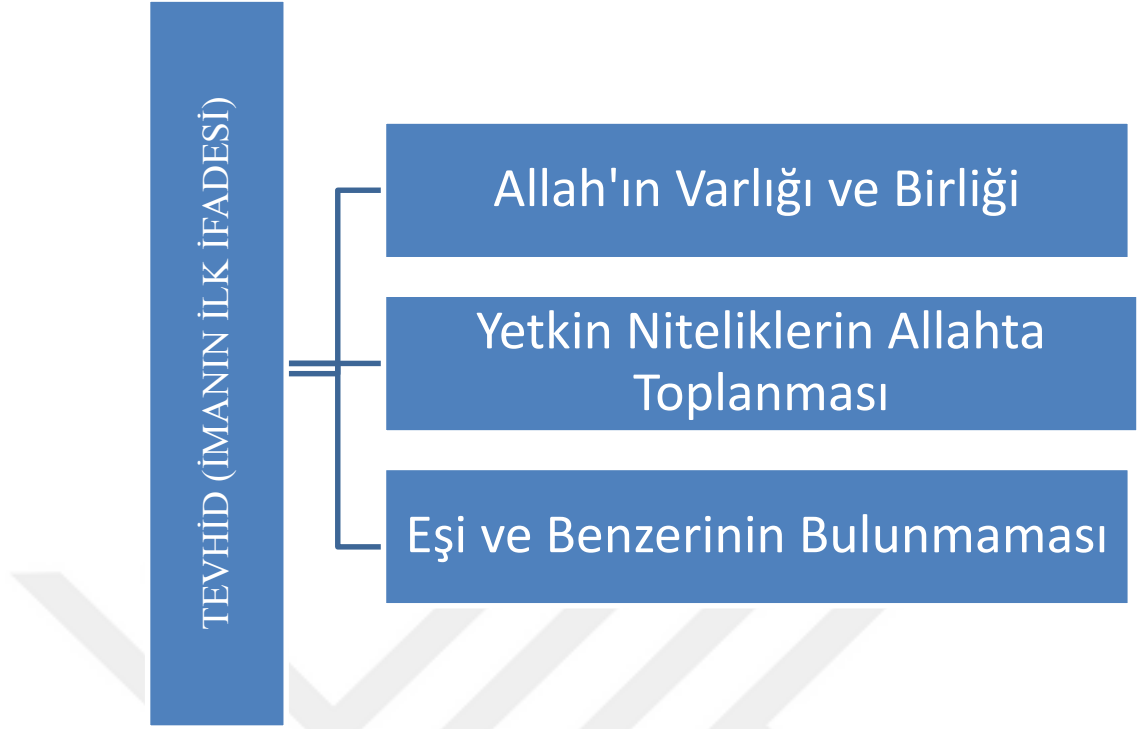 TEVHİD (İMANIN İLK İFADESİ)
Allah'ın Varlığı ve Birliği
Yetkin Niteliklerin Allahta
Toplanması
Eşi ve Benzerinin Bulunmaması